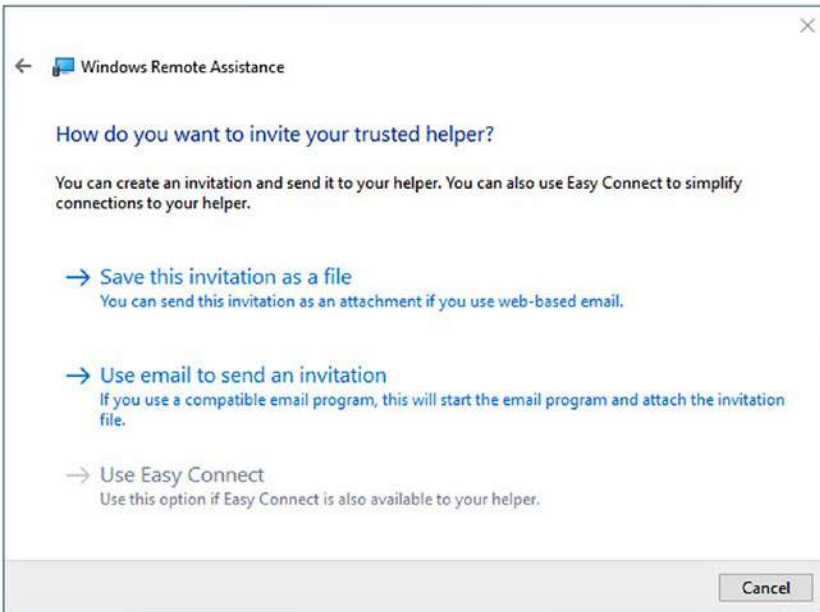 Windows Remote Assistance
How do you want to invite your trusted helper?
You can create an invitation and send it to your helper. You can also use Easy Connect to simplify
connections to your helper.
Save this invitation as a file
You can send this invitation as an attachment if you use web-based email.
Use email to send an invitation
If you use a compatible email program, this will start the email program and attach the invitation
file.
Use Easy Connect
Use this option if Easy Connect is also available to your helper.
Cancel